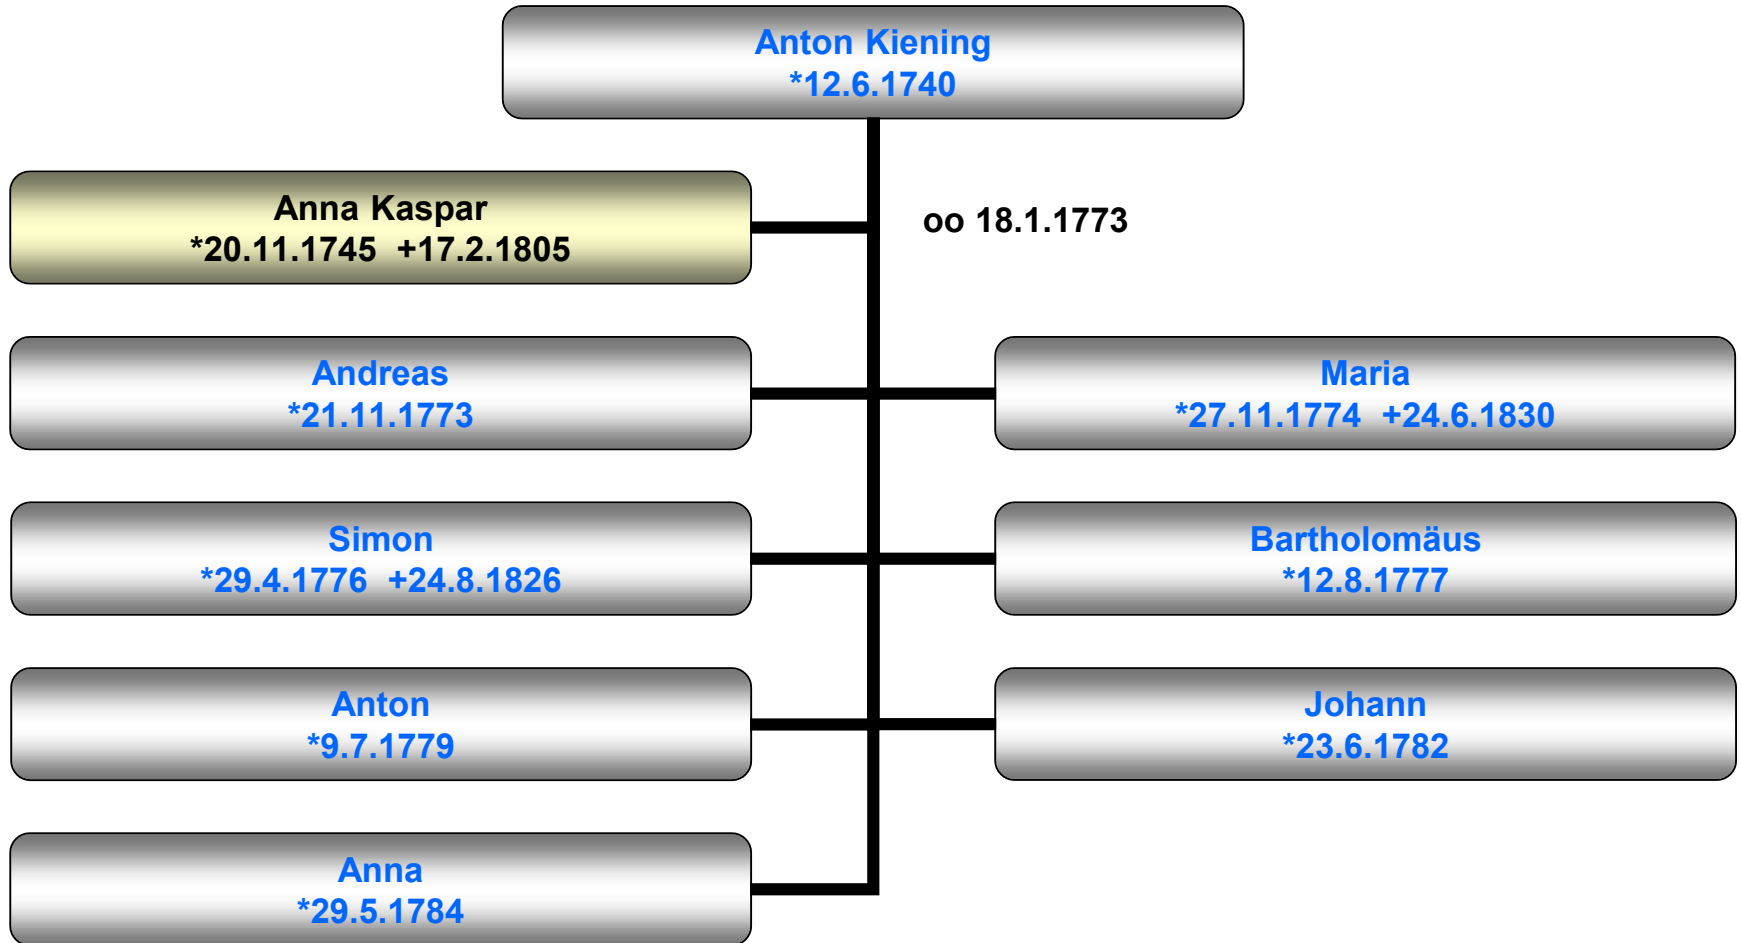 Anton Kiening
*12.6.1740
Anna Kaspar
*20.11.1745 +17.2.1805
oo 18.1.1773
Andreas
*21.11.1773
Maria
*27.11.1774 +24.6.1830
Simon
*29.4.1776 +24.8.1826
Bartholomäus
*12.8.1777
Anton
*9.7.1779
Johann
*23.6.1782
Anna
*29.5.1784